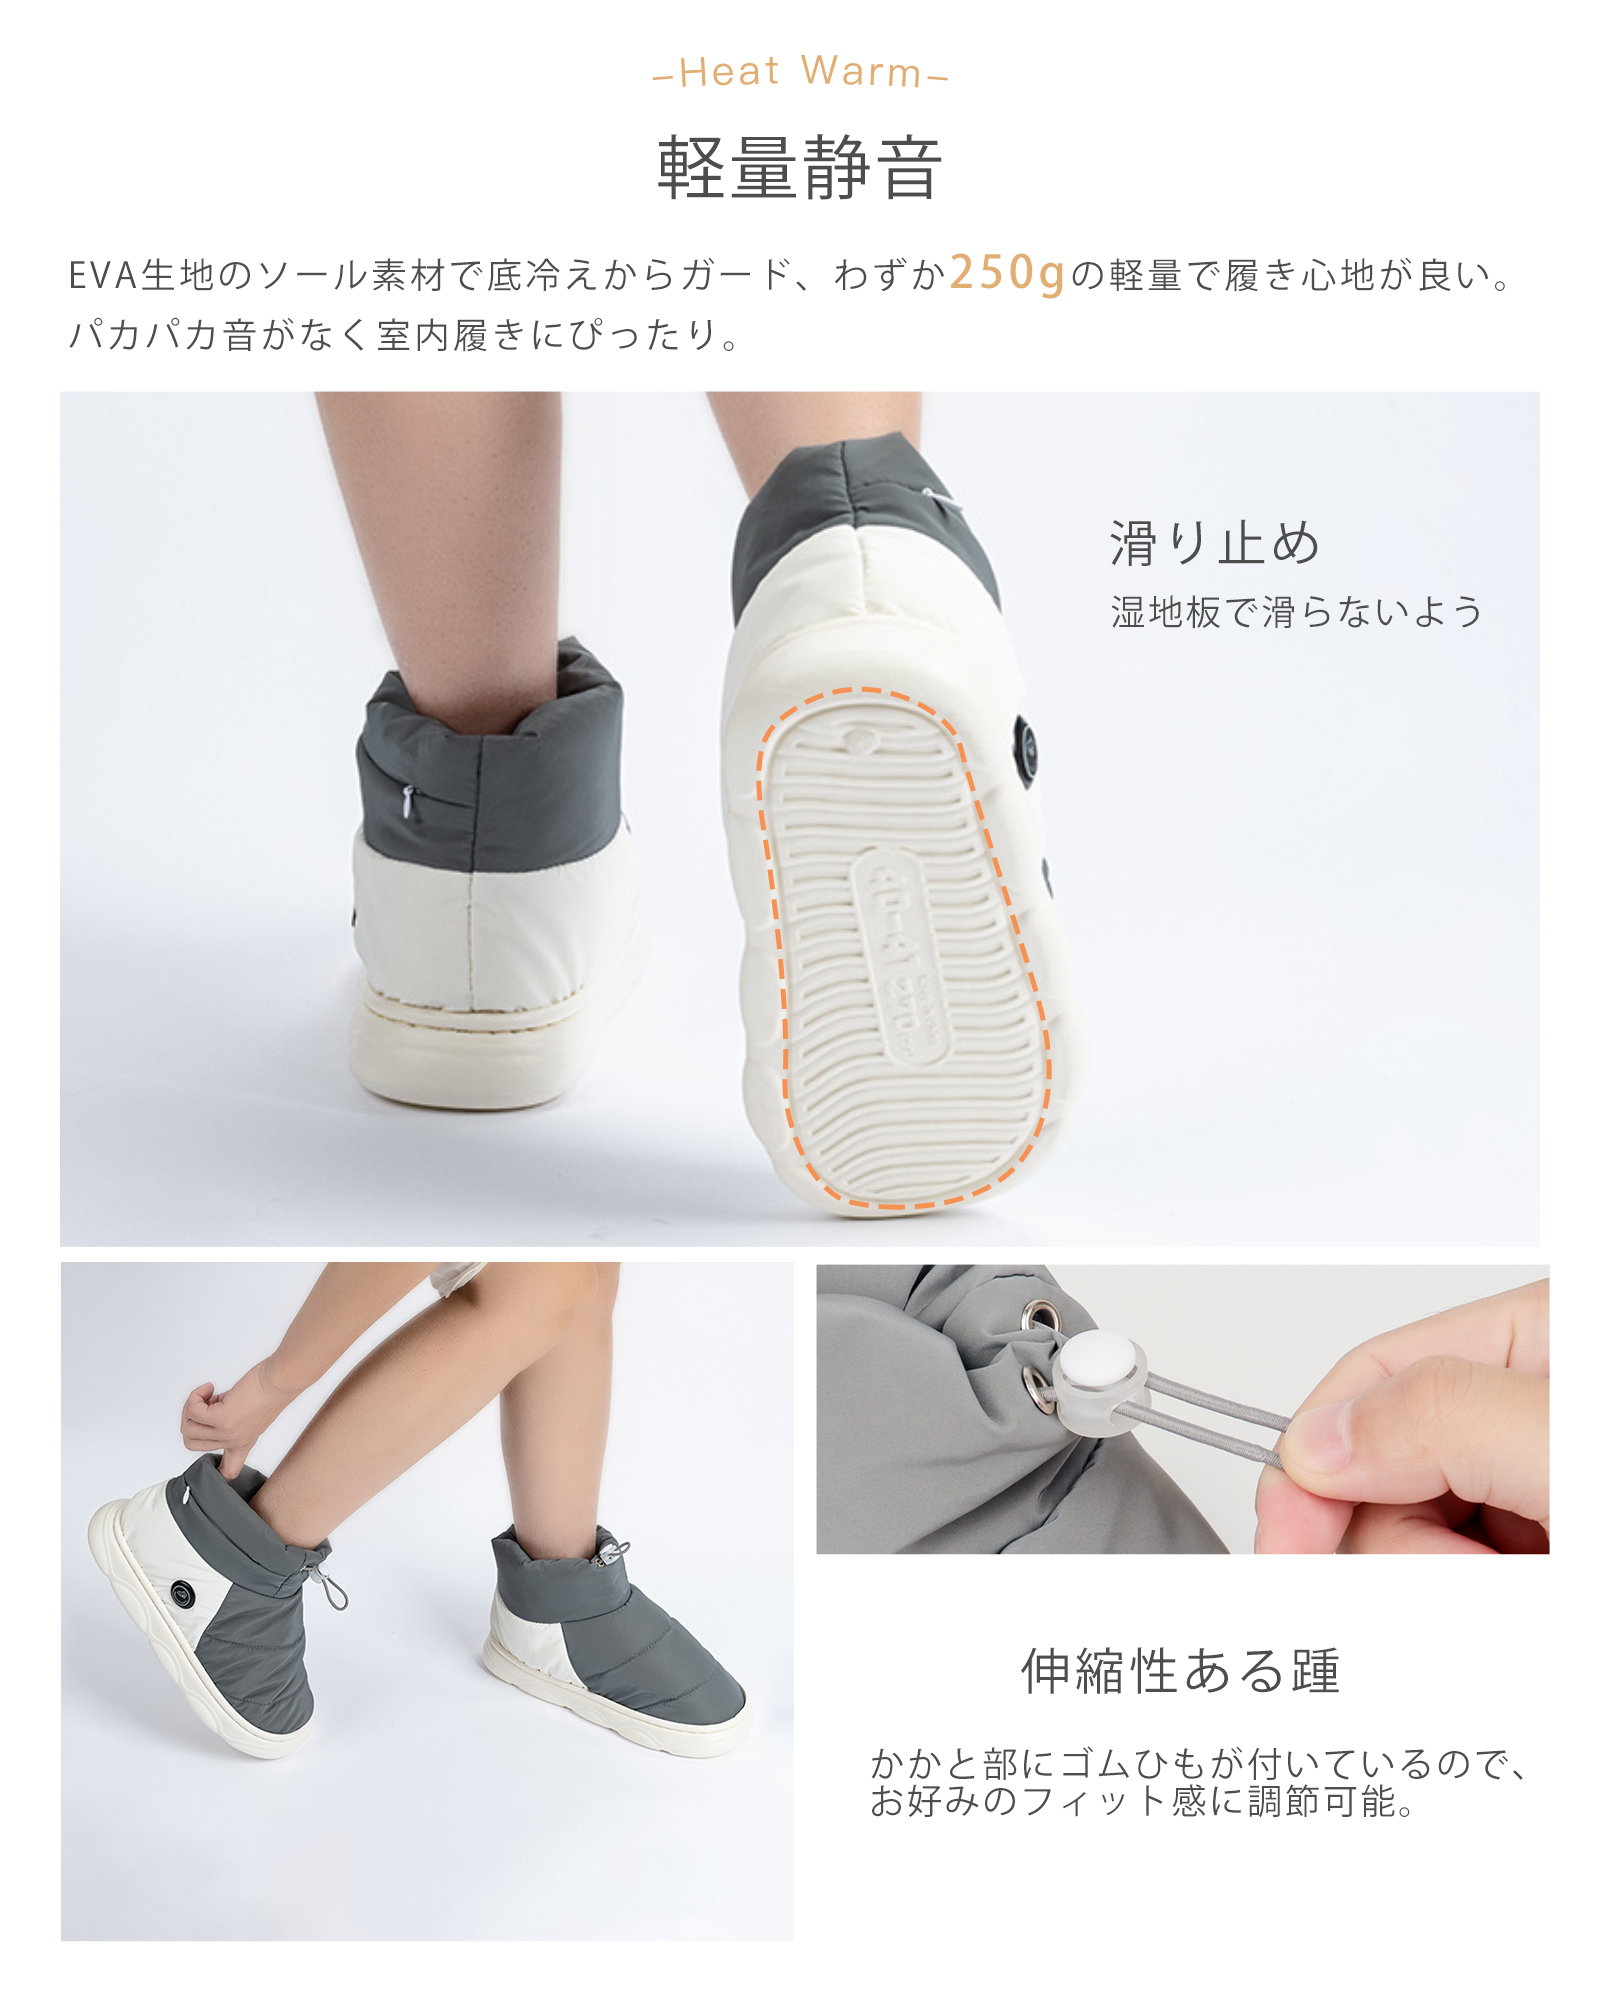 –Heat Warm–
軽量静音
EVA生地のソール素材で底冷えからガード、わずか250gの軽量で履き心地が良い。
パカパカ音がなく室内履きにぴったり。
滑り止め
湿地板で滑らないよう
伸縮性ある踵
かかと部にゴムひもが付いているので、
お好みのフィット感に調節可能。